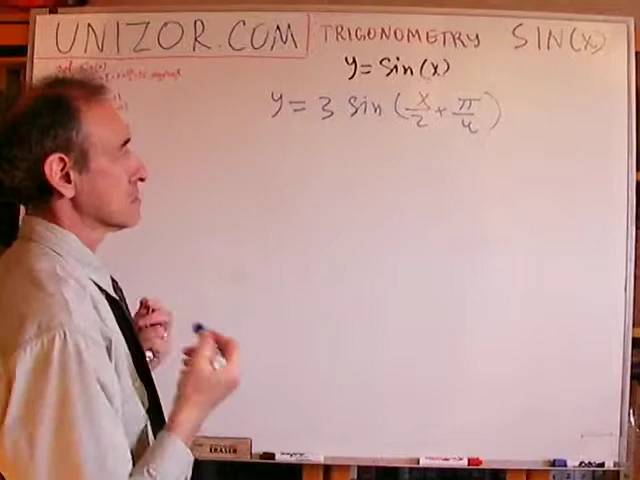 UNIZOR.COM TRIGONOMETRY SIN(x)
y = sin(x)
y = 3 sin (x/2 + π/4)
ERASER